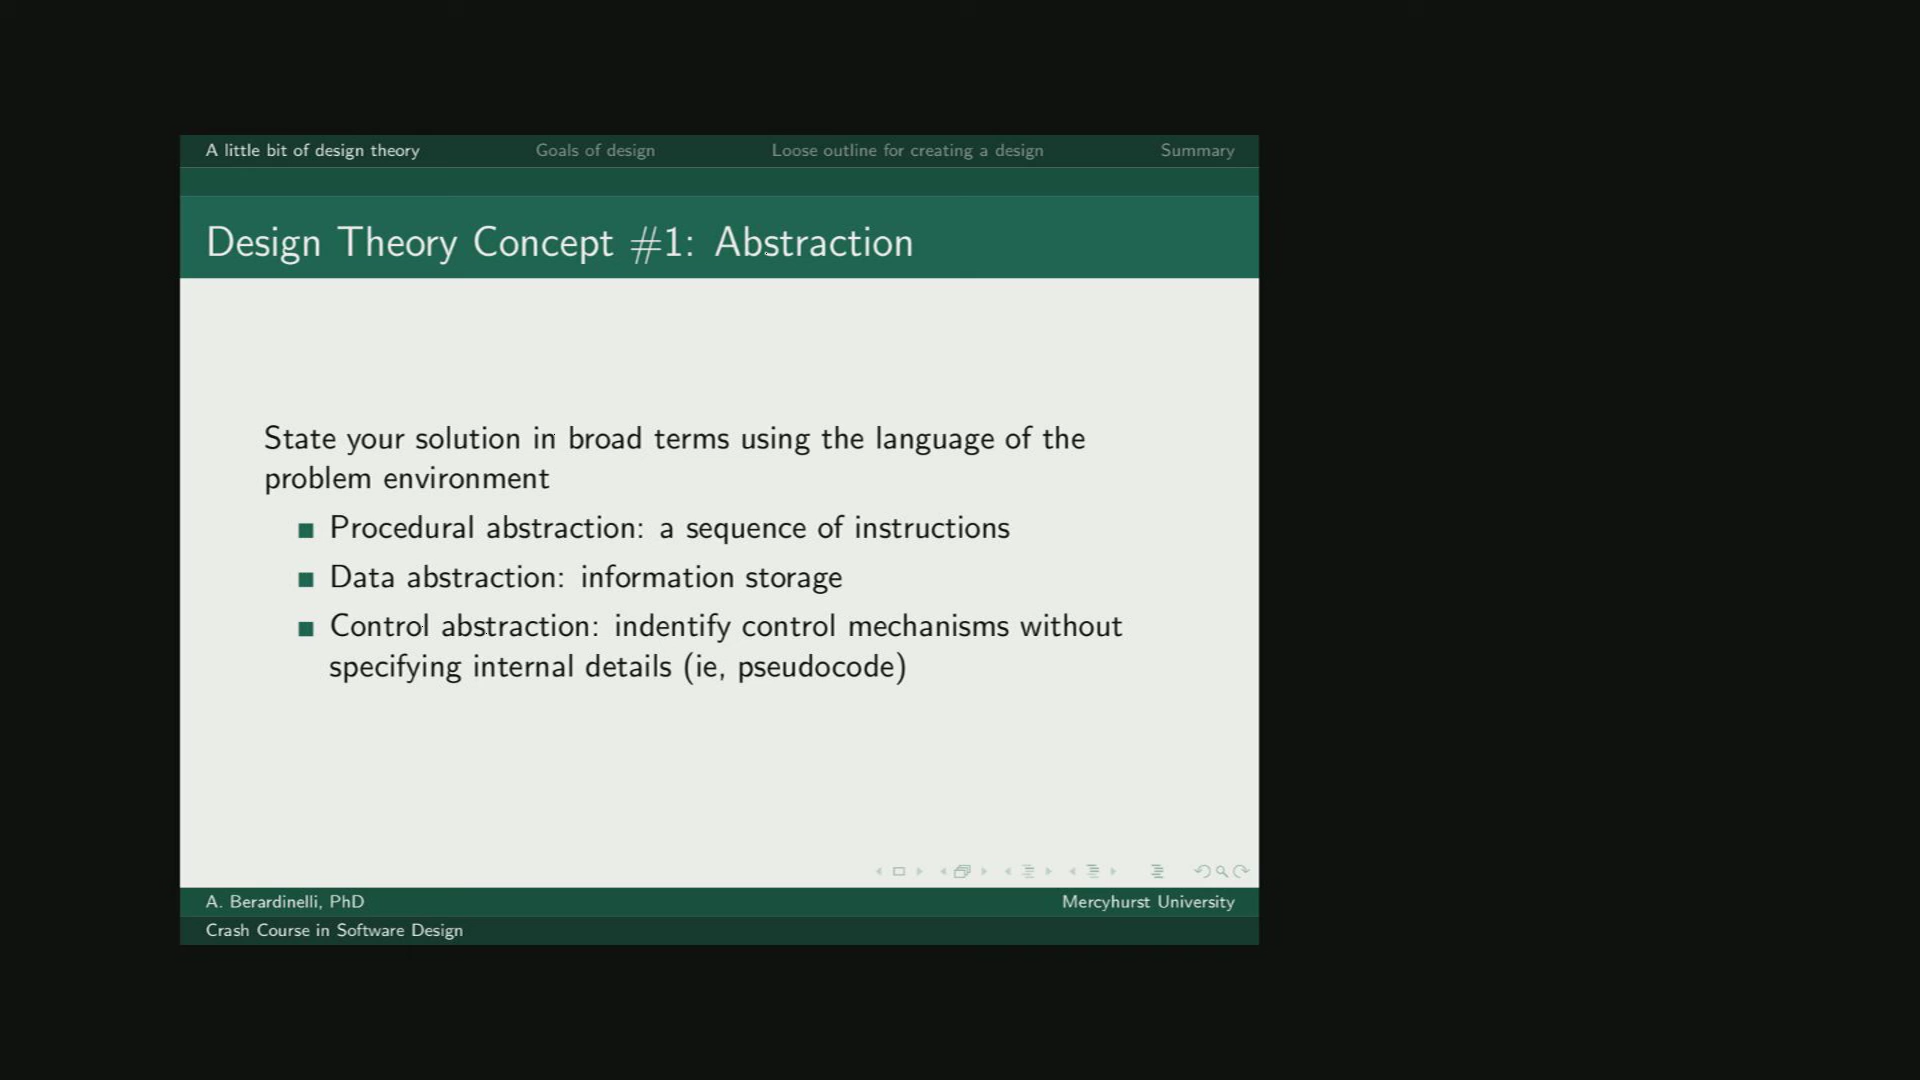 A little bit of design theory Goals of design Loose outline for creating a design Summary
Design Theory Concept #1: Abstraction
State your solution in broad terms using the language of the
problem environment
Procedural abstraction: a sequence of instructions
Data abstraction: information storage
Control abstraction: indentify control mechanisms without
specifying internal details (ie, pseudocode)
A. Berardinelli, PhD Mercyhurst University
Crash Course in Software Design